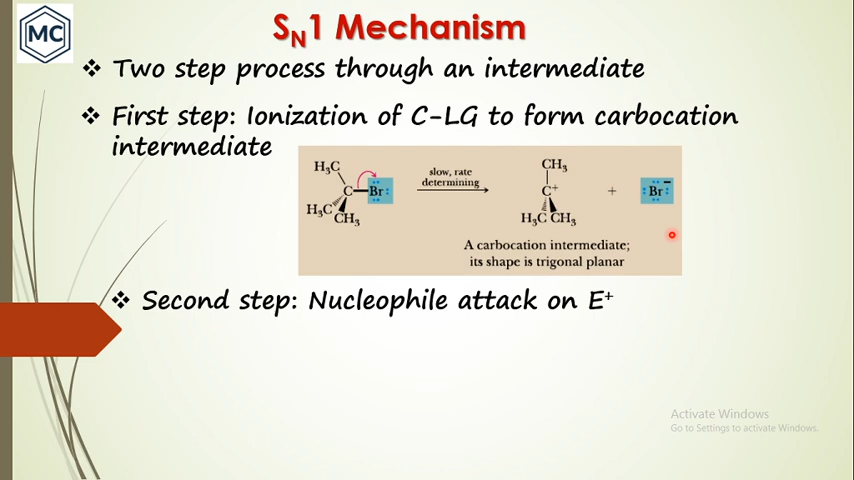 MC
S_N1 Mechanism
❖ Two step process through an intermediate
❖ First step: Ionization of C-LG to form carbocation
intermediate
H₃C
C—Br:
H₃C
CH₃
slow, rate
determining
CH₃
C⁺
H₃C CH₃
+
:Br:⁻
A carbocation intermediate;
its shape is trigonal planar
❖ Second step: Nucleophile attack on E⁺
Activate Windows
Go to Settings to activate Windows.